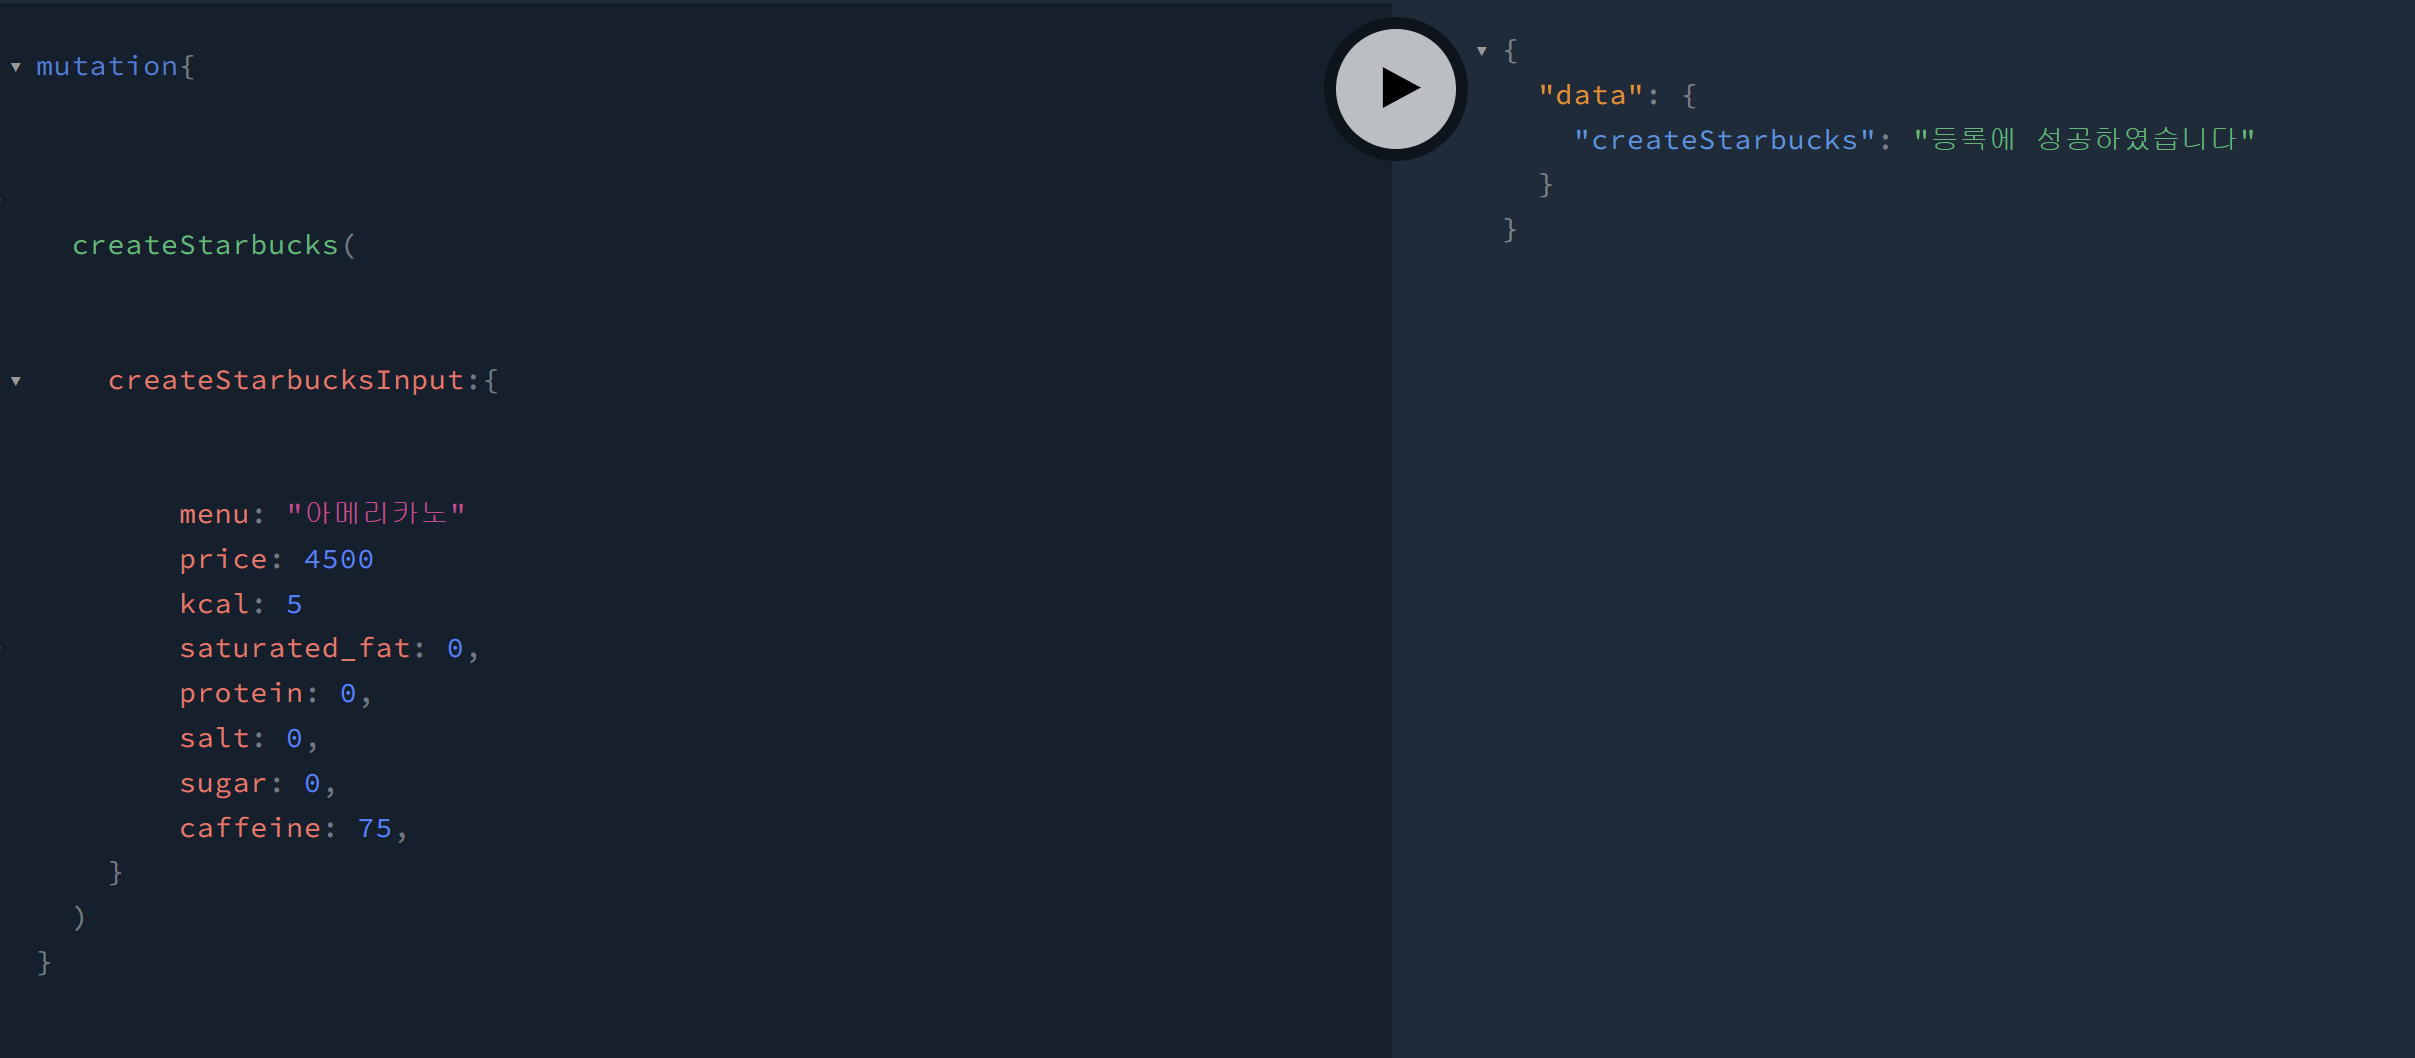 mutation{
createStarbucks(
createStarbucksInput:{
menu: "아메리카노"
price: 4500
kcal: 5
saturated_fat: 0,
protein: 0,
salt: 0,
sugar: 0,
caffeine: 75,
}
)
}
{
"data": {
"createStarbucks": "등록에 성공하였습니다"
}
}